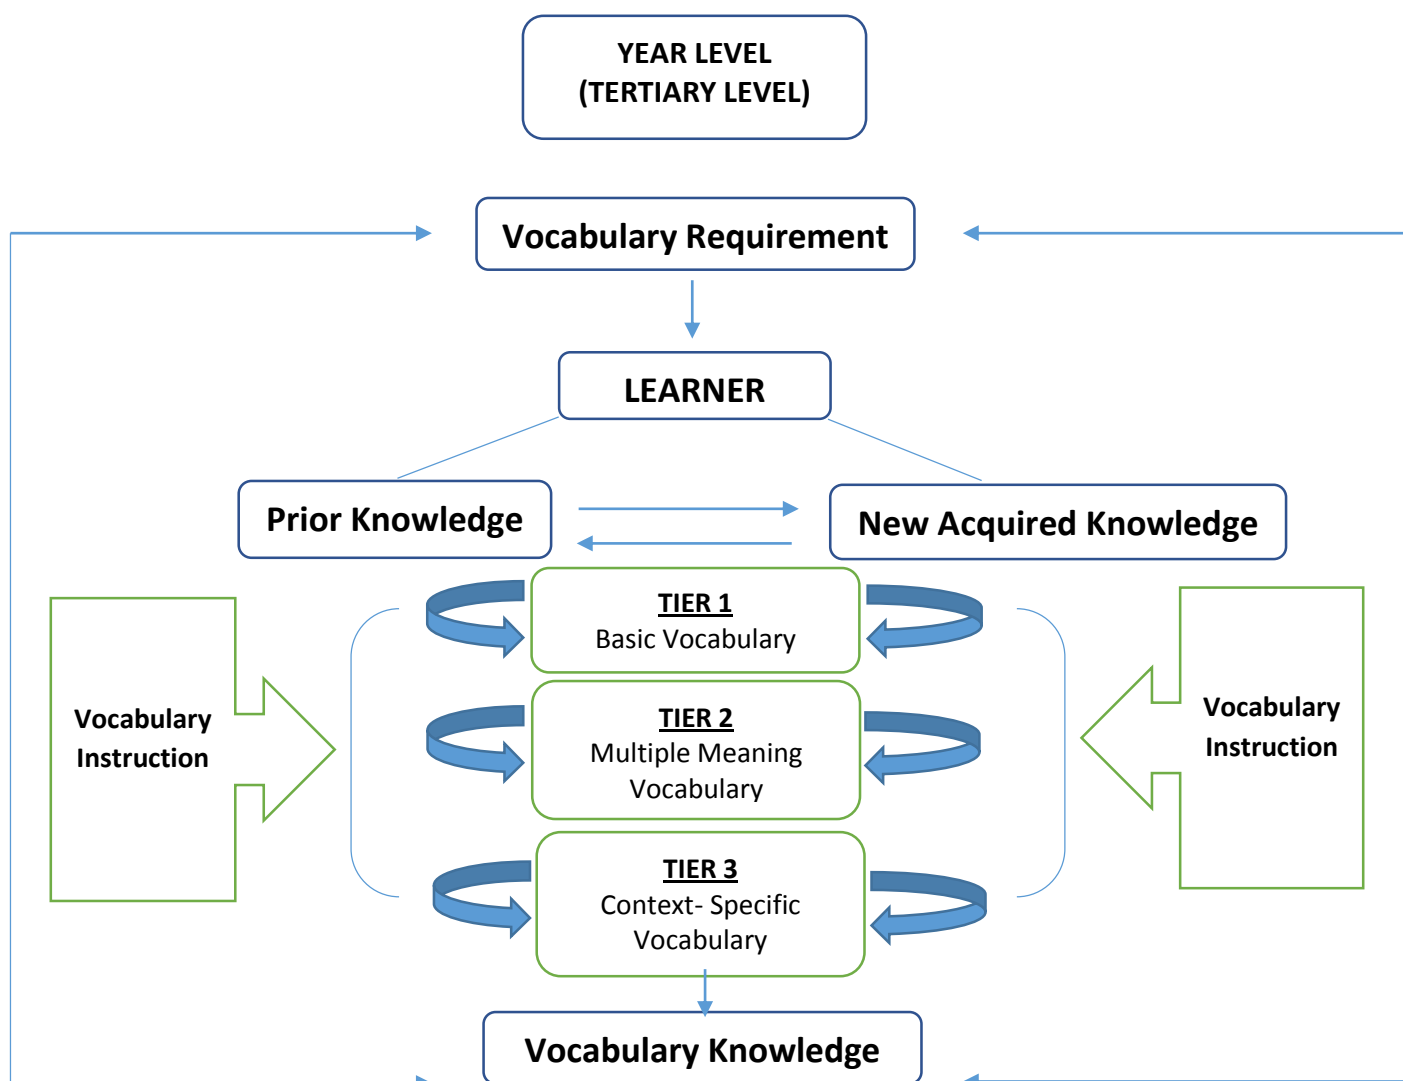 YEAR LEVEL
(TERTIARY LEVEL)
Vocabulary Requirement
LEARNER
Prior Knowledge
New Acquired Knowledge
TIER 1
Basic Vocabulary
Vocabulary
Instruction
TIER 2
Multiple Meaning
Vocabulary
Vocabulary
Instruction
TIER 3
Context- Specific
Vocabulary
Vocabulary Knowledge